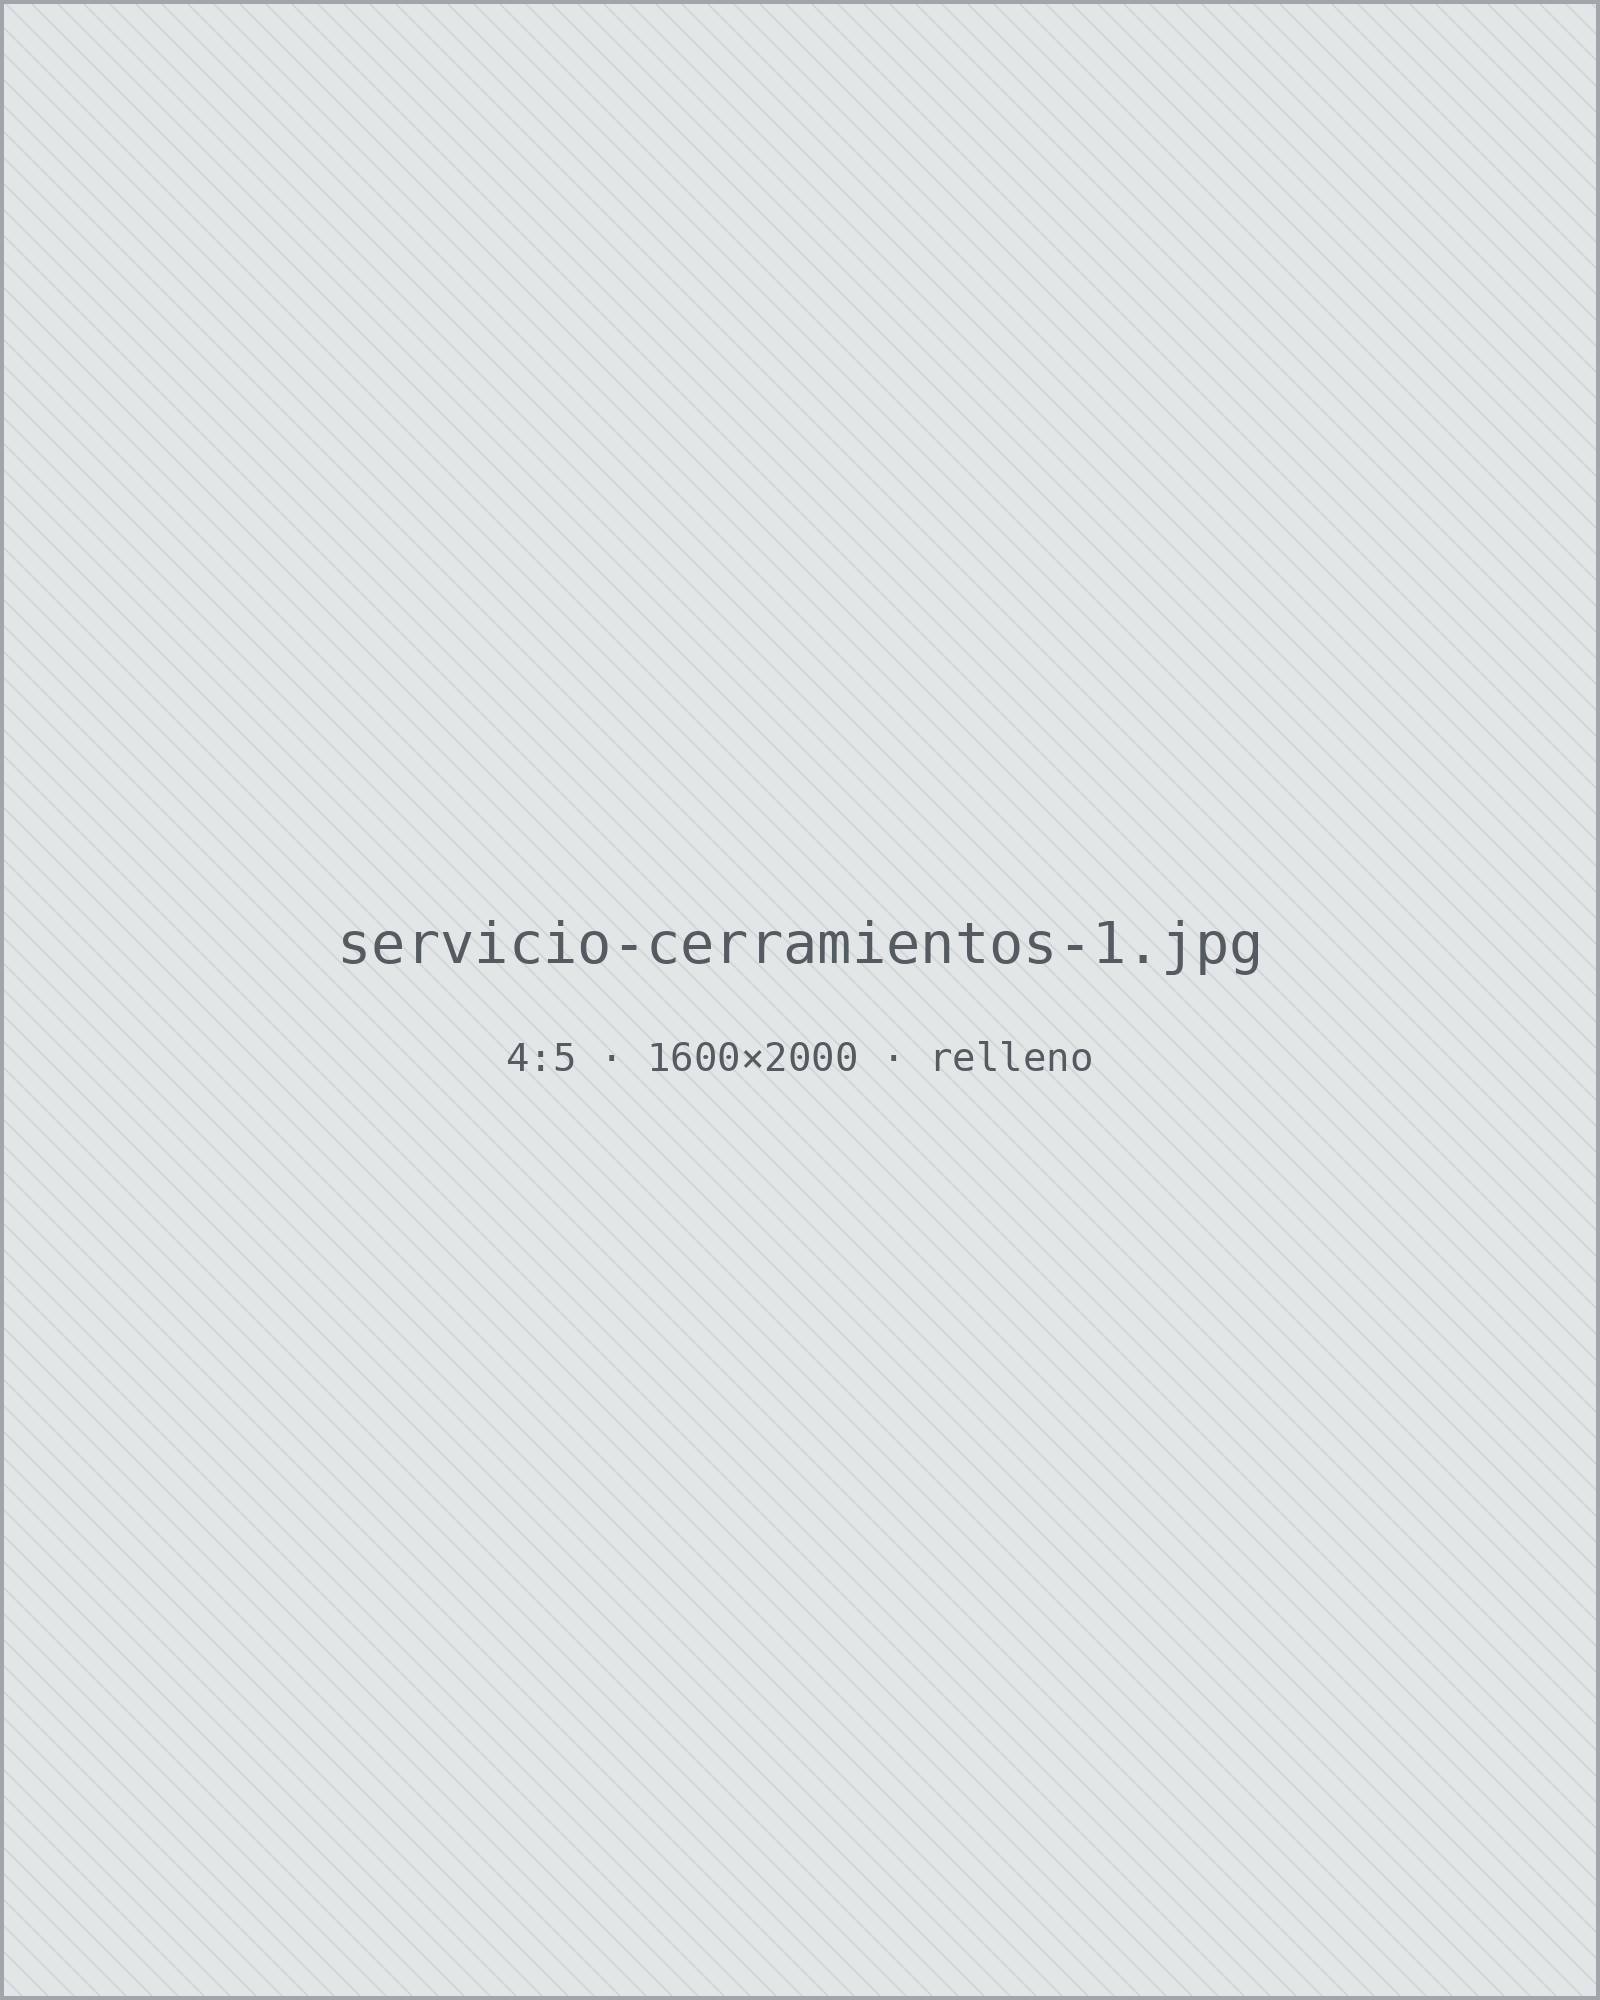 servicio-cerramientos-1.jpg
4:5 · 1600×2000 · relleno